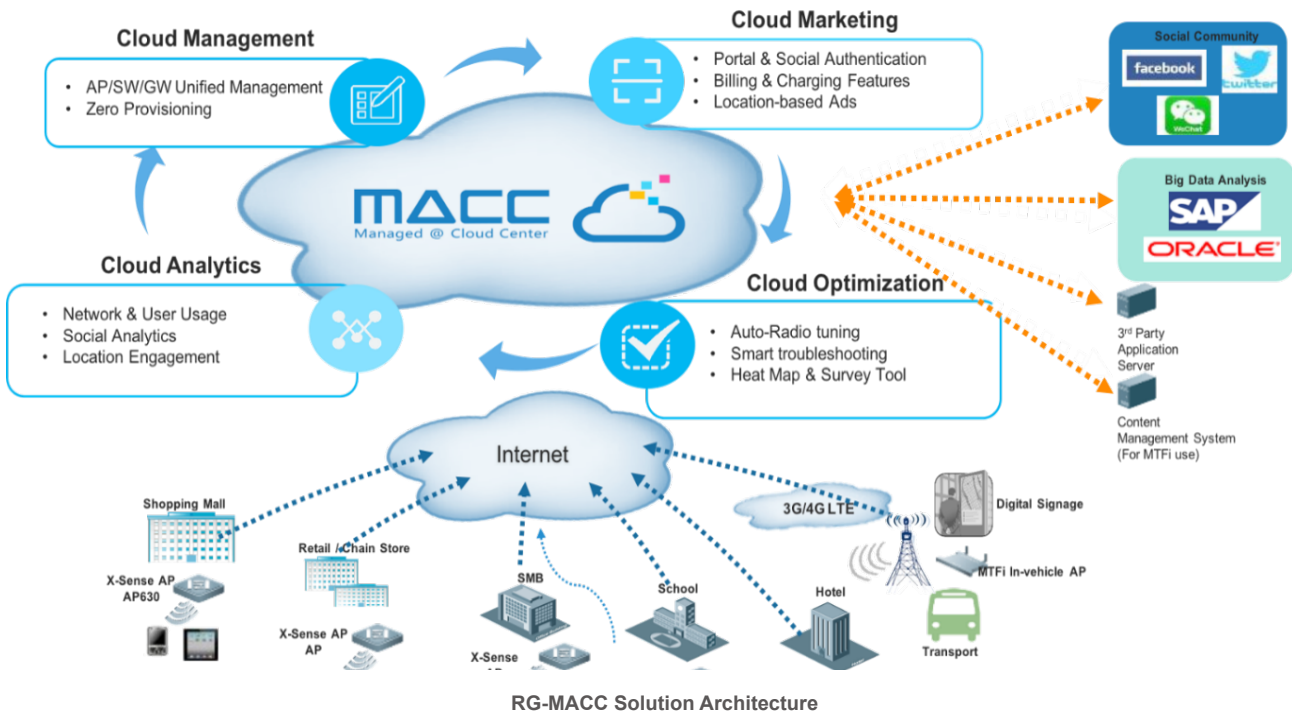 Cloud Management
• AP/SW/GW Unified Management
• Zero Provisioning
Cloud Marketing
• Portal & Social Authentication
• Billing & Charging Features
• Location-based Ads
Social Community
facebook
twitter
WeChat
MACC
Managed @ Cloud Center
Big Data Analysis
SAP
ORACLE
Cloud Analytics
• Network & User Usage
• Social Analytics
• Location Engagement
Cloud Optimization
• Auto-Radio tuning
• Smart troubleshooting
• Heat Map & Survey Tool
3rd Party
Application
Server
Content
Management System
(For MTFi use)
Internet
3G/4G LTE
Digital Signage
MTFi In-vehicle AP
Transport
Shopping Mall
X-Sense AP
AP630
Retail / Chain Store
X-Sense AP
AP
SMB
X-Sense
School
Hotel
RG-MACC Solution Architecture